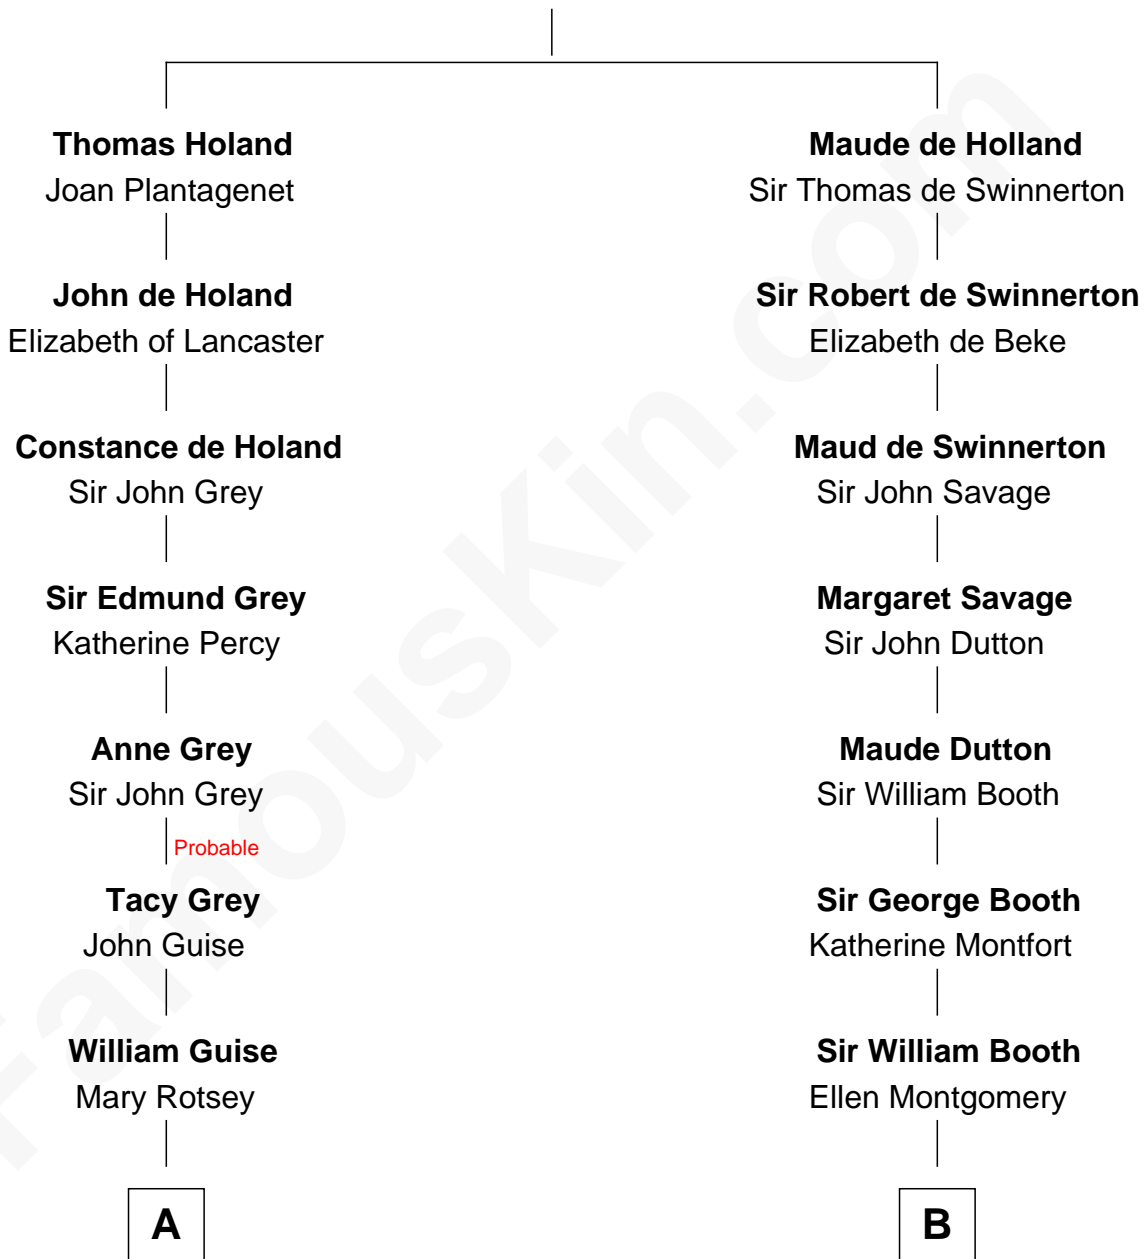 Thomas Holand
Joan Plantagenet
Maude de Holland
Sir Thomas de Swinnerton
John de Holand
Elizabeth of Lancaster
Sir Robert de Swinnerton
Elizabeth de Beke
Constance de Holand
Sir John Grey
Maud de Swinnerton
Sir John Savage
Sir Edmund Grey
Katherine Percy
Margaret Savage
Sir John Dutton
Anne Grey
Sir John Grey
Maude Dutton
Sir William Booth
Probable
Tacy Grey
John Guise
Sir George Booth
Katherine Montfort
William Guise
Mary Rotsey
Sir William Booth
Ellen Montgomery
A
B
FamousKin.com